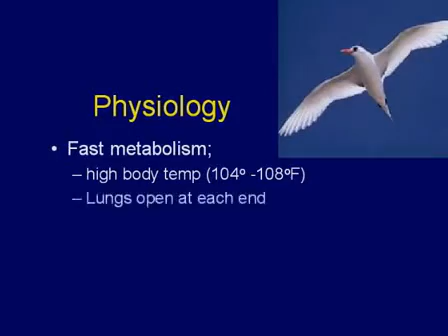 Physiology
• Fast metabolism;
– high body temp (104º -108ºF)
– Lungs open at each end